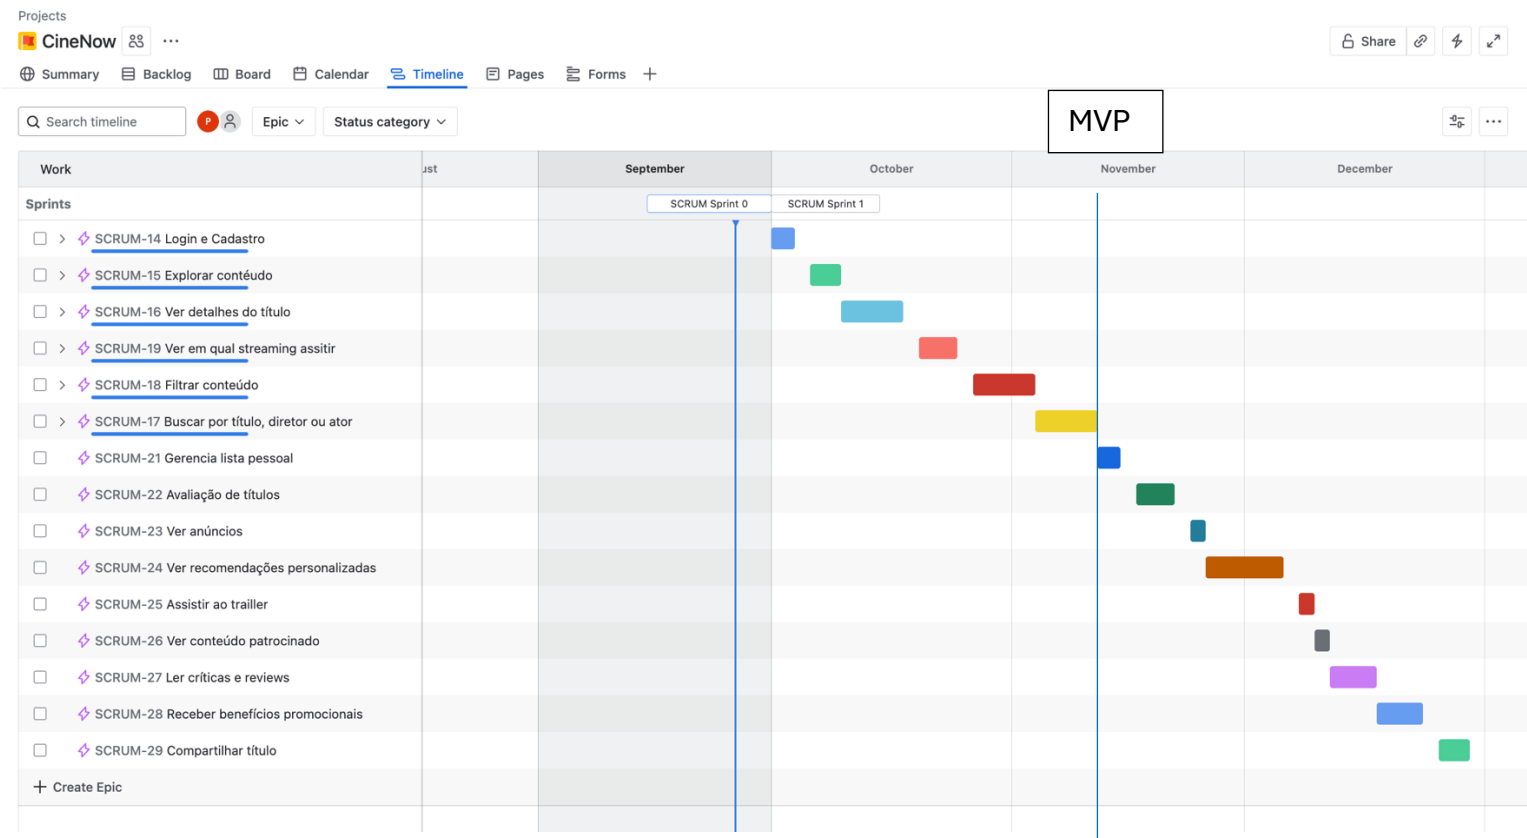 Projects
CineNow
Share
Summary Backlog Board Calendar Timeline Pages Forms
Search timeline P Epic Status category
MVP
Work ust September October November December
Sprints SCRUM Sprint 0 SCRUM Sprint 1
SCRUM-14 Login e Cadastro
SCRUM-15 Explorar contéudo
SCRUM-16 Ver detalhes do título
SCRUM-19 Ver em qual streaming assitir
SCRUM-18 Filtrar conteúdo
SCRUM-17 Buscar por título, diretor ou ator
SCRUM-21 Gerencia lista pessoal
SCRUM-22 Avaliação de títulos
SCRUM-23 Ver anúncios
SCRUM-24 Ver recomendações personalizadas
SCRUM-25 Assistir ao trailler
SCRUM-26 Ver conteúdo patrocinado
SCRUM-27 Ler críticas e reviews
SCRUM-28 Receber benefícios promocionais
SCRUM-29 Compartilhar título
Create Epic